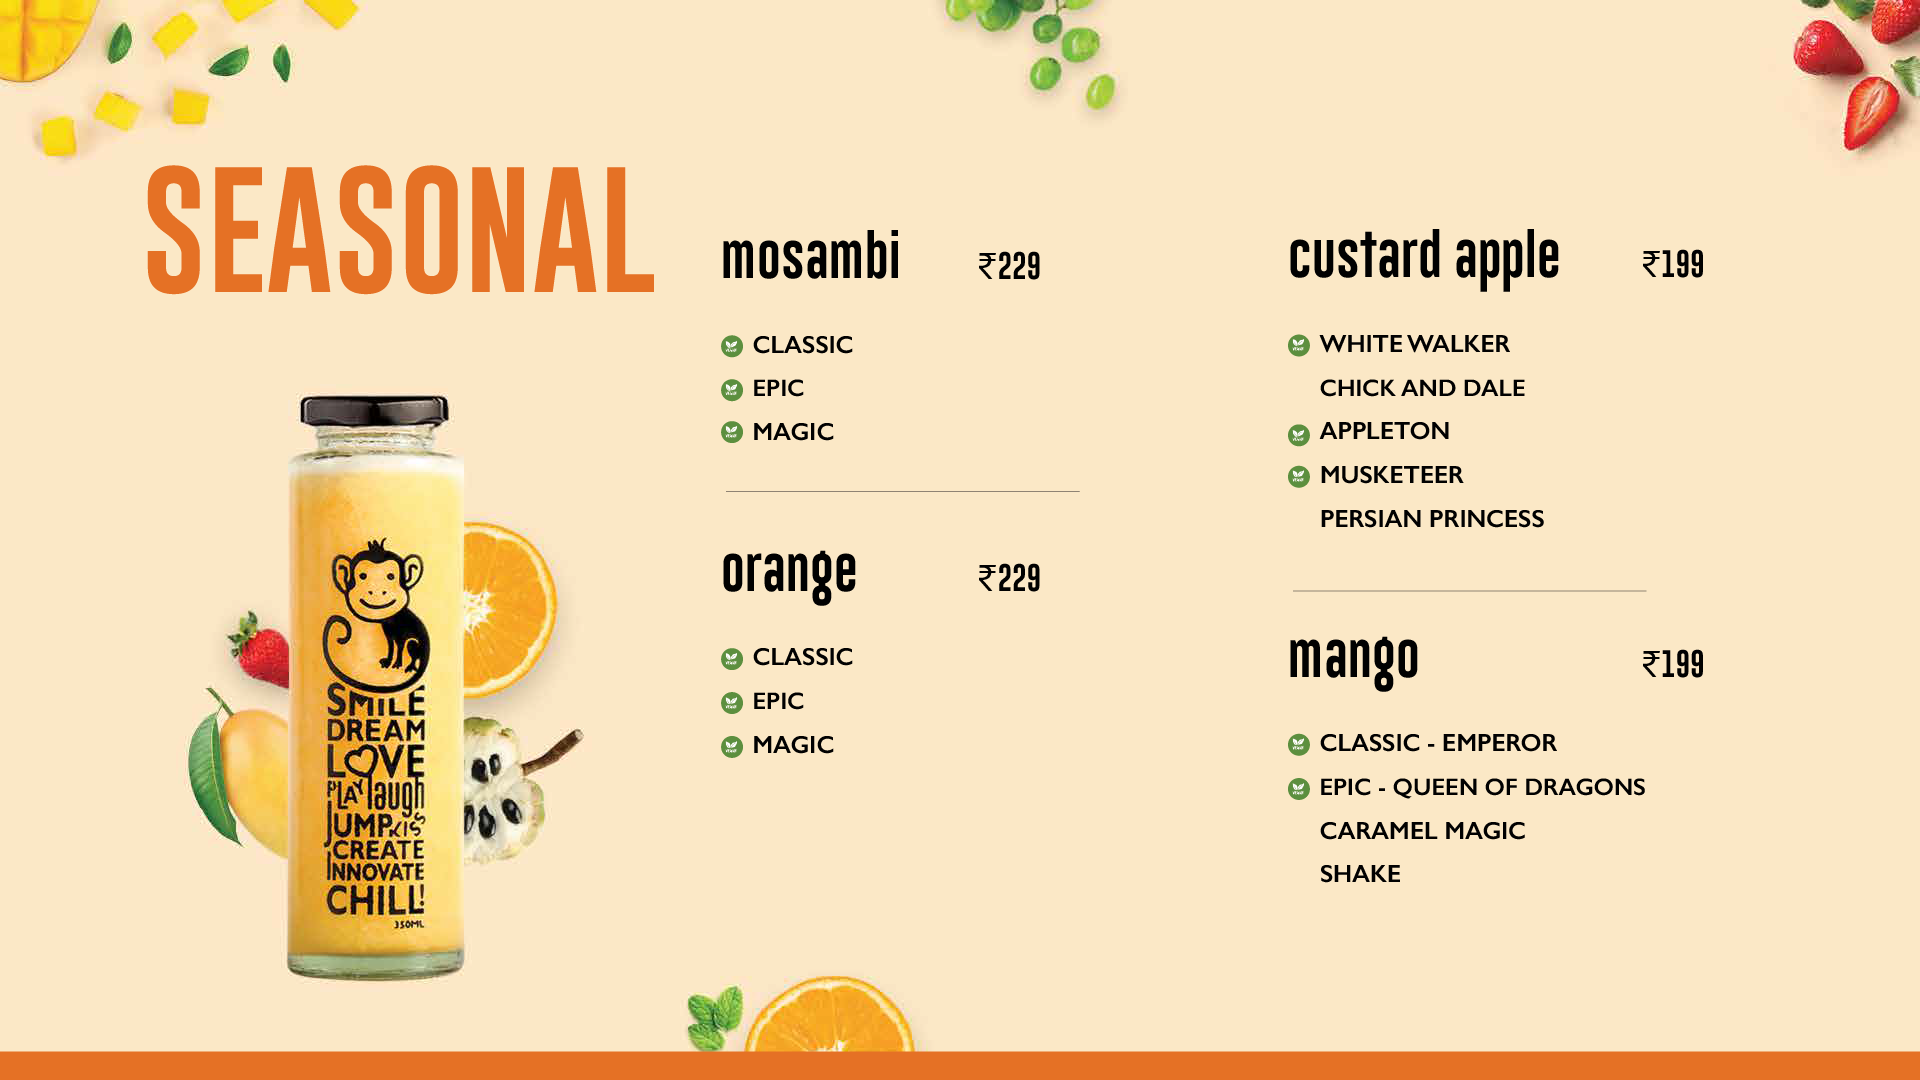 SEASONAL
mosambi ₹229
CLASSIC
EPIC
MAGIC
orange ₹229
CLASSIC
EPIC
MAGIC
custard apple ₹199
WHITE WALKER
CHICK AND DALE
APPLETON
MUSKETEER
PERSIAN PRINCESS
mango ₹199
CLASSIC - EMPEROR
EPIC - QUEEN OF DRAGONS
CARAMEL MAGIC
SHAKE
SMILE
DREAM
LOVE
PLAY laugh
JUMP KISS
CREATE
INNOVATE
CHILL!
350ML